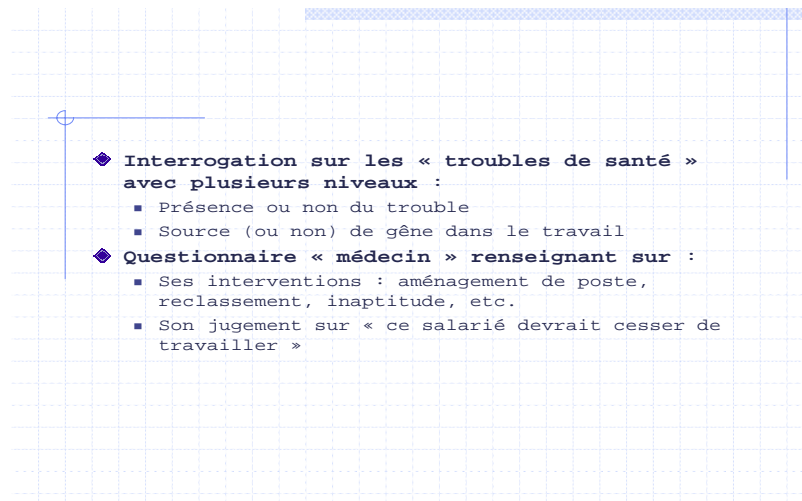 Interrogation sur les « troubles de santé »
avec plusieurs niveaux :
Présence ou non du trouble
Source (ou non) de gêne dans le travail
Questionnaire « médecin » renseignant sur :
Ses interventions : aménagement de poste,
reclassement, inaptitude, etc.
Son jugement sur « ce salarié devrait cesser de
travailler »